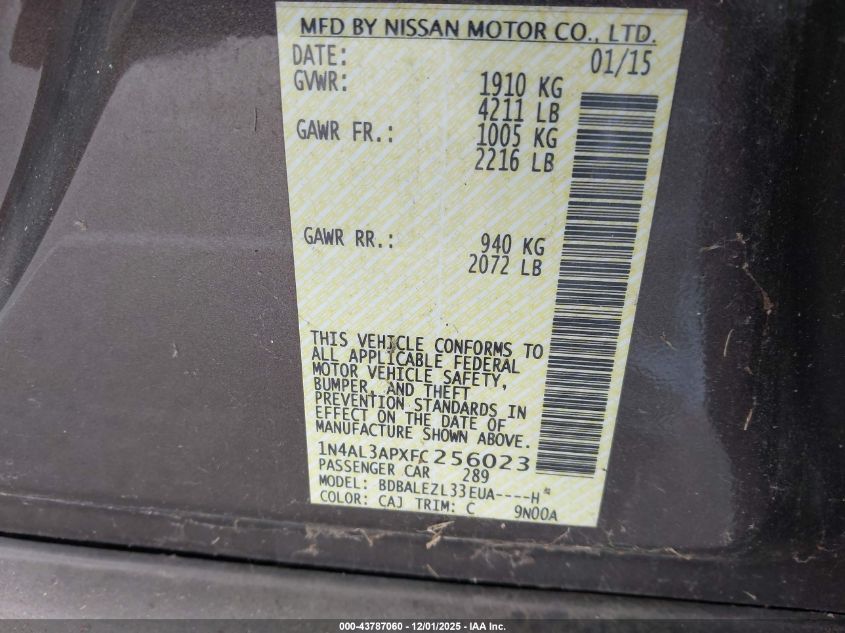 MFD BY NISSAN MOTOR CO., LTD.
DATE: 01/15
GVWR: 1910 KG
4211 LB
GAWR FR.: 1005 KG
2216 LB
GAWR RR.: 940 KG
2072 LB
THIS VEHICLE CONFORMS TO
ALL APPLICABLE FEDERAL
MOTOR VEHICLE SAFETY,
BUMPER, AND THEFT
PREVENTION STANDARDS IN
EFFECT ON THE DATE OF
MANUFACTURE SHOWN ABOVE.
1N4AL3APXFC256023
PASSENGER CAR 289
MODEL: BDBALEZL33EUA----H*
COLOR: CAJ TRIM: C 9N00A
000-43787060 - 12/01/2025 - IAA Inc.